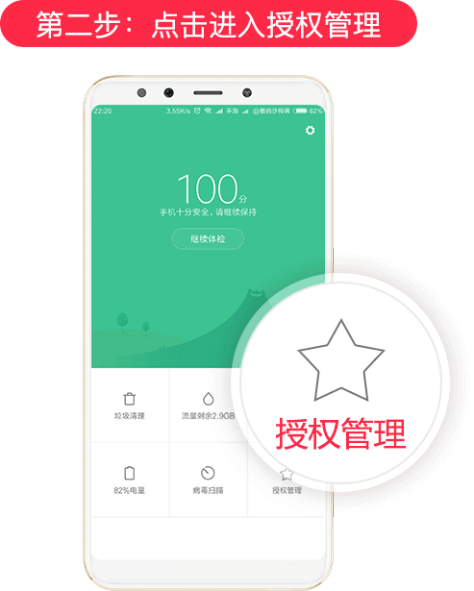 第二步：点击进入授权管理
22:20
3.55K/s
82%
100分
手机十分安全，请继续保持
继续体检
垃圾清理
流量剩余2.9GB
授权管理
82%电量
病毒扫描
授权管理